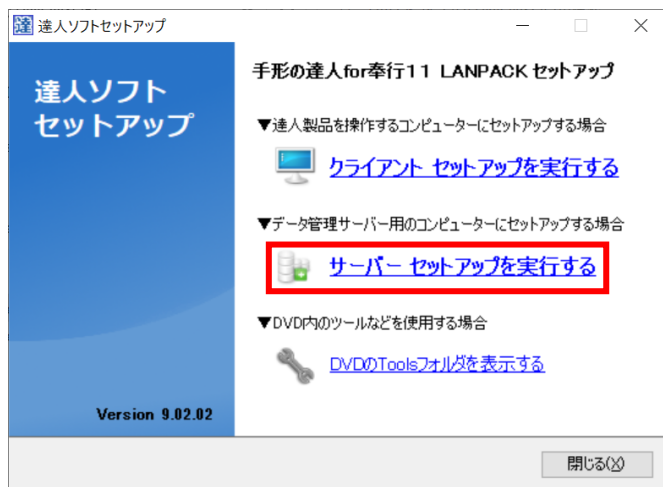 達 達人ソフトセットアップ
達人ソフト
セットアップ
手形の達人for奉行11 LANPACK セットアップ
▼達人製品を操作するコンピューターにセットアップする場合
クライアント セットアップを実行する
▼データ管理サーバー用のコンピューターにセットアップする場合
サーバー セットアップを実行する
▼DVD内のツールなどを使用する場合
DVDのToolsフォルダを表示する
Version 9.02.02
閉じる(X)